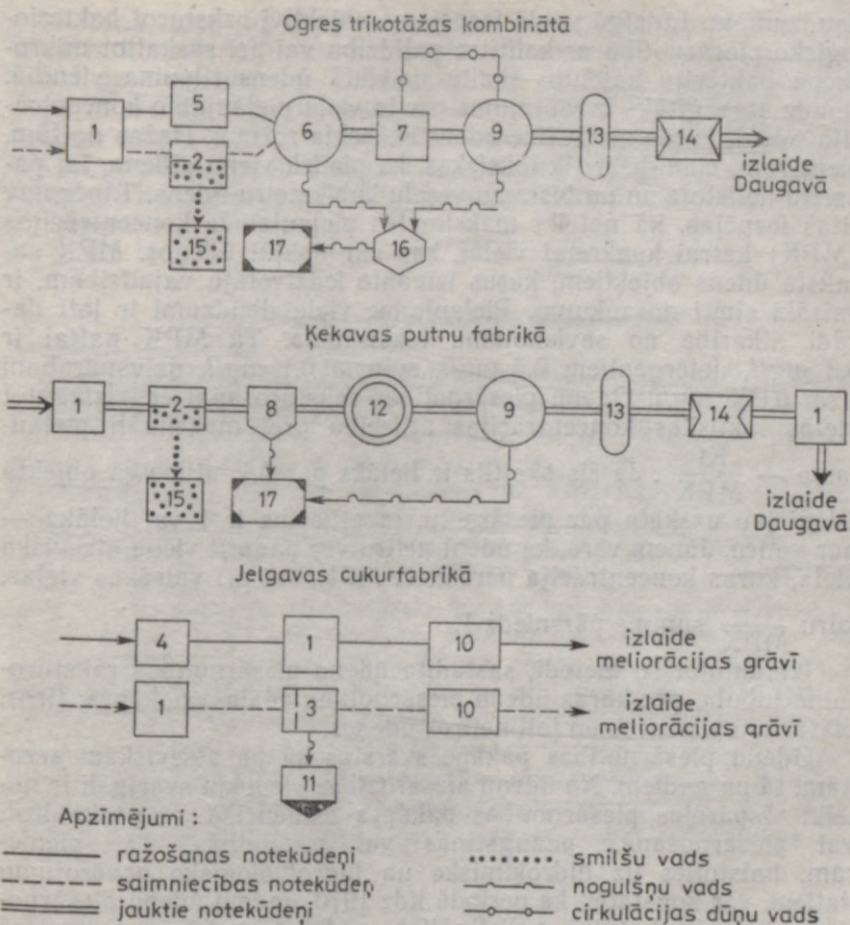 Ogres trikotāžas kombinātā
1
5
2
15
6
7
9
13
14
izlaide
Daugavā
17
16
Ķekavas putnu fabrikā
1
2
8
12
9
13
14
1
15
17
izlaide
Daugavā
Jelgavas cukurfabrikā
4
1
10
izlaide
meliorācijas grāvī
1
3
10
izlaide
meliorācijas grāvī
11
Apzīmējumi :
ražošanas notekūdeņi
saimniecības notekūdeņ
jauktie notekūdeņi
smilšu vads
nogulšņu vads
cirkulācijas dūņu vads